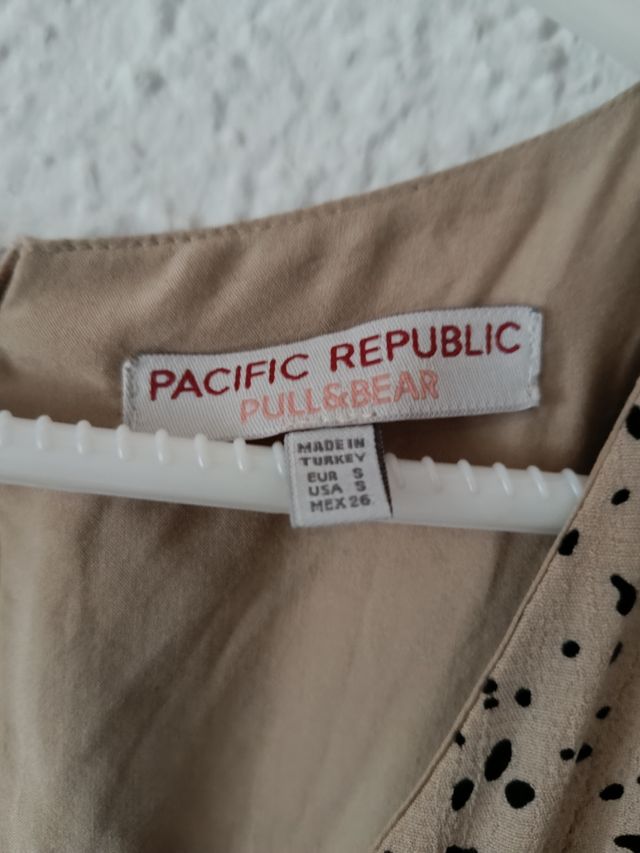 PACIFIC REPUBLIC
PULL&BEAR
MADE IN
TURKEY
EUR S
USA S
MEX 26